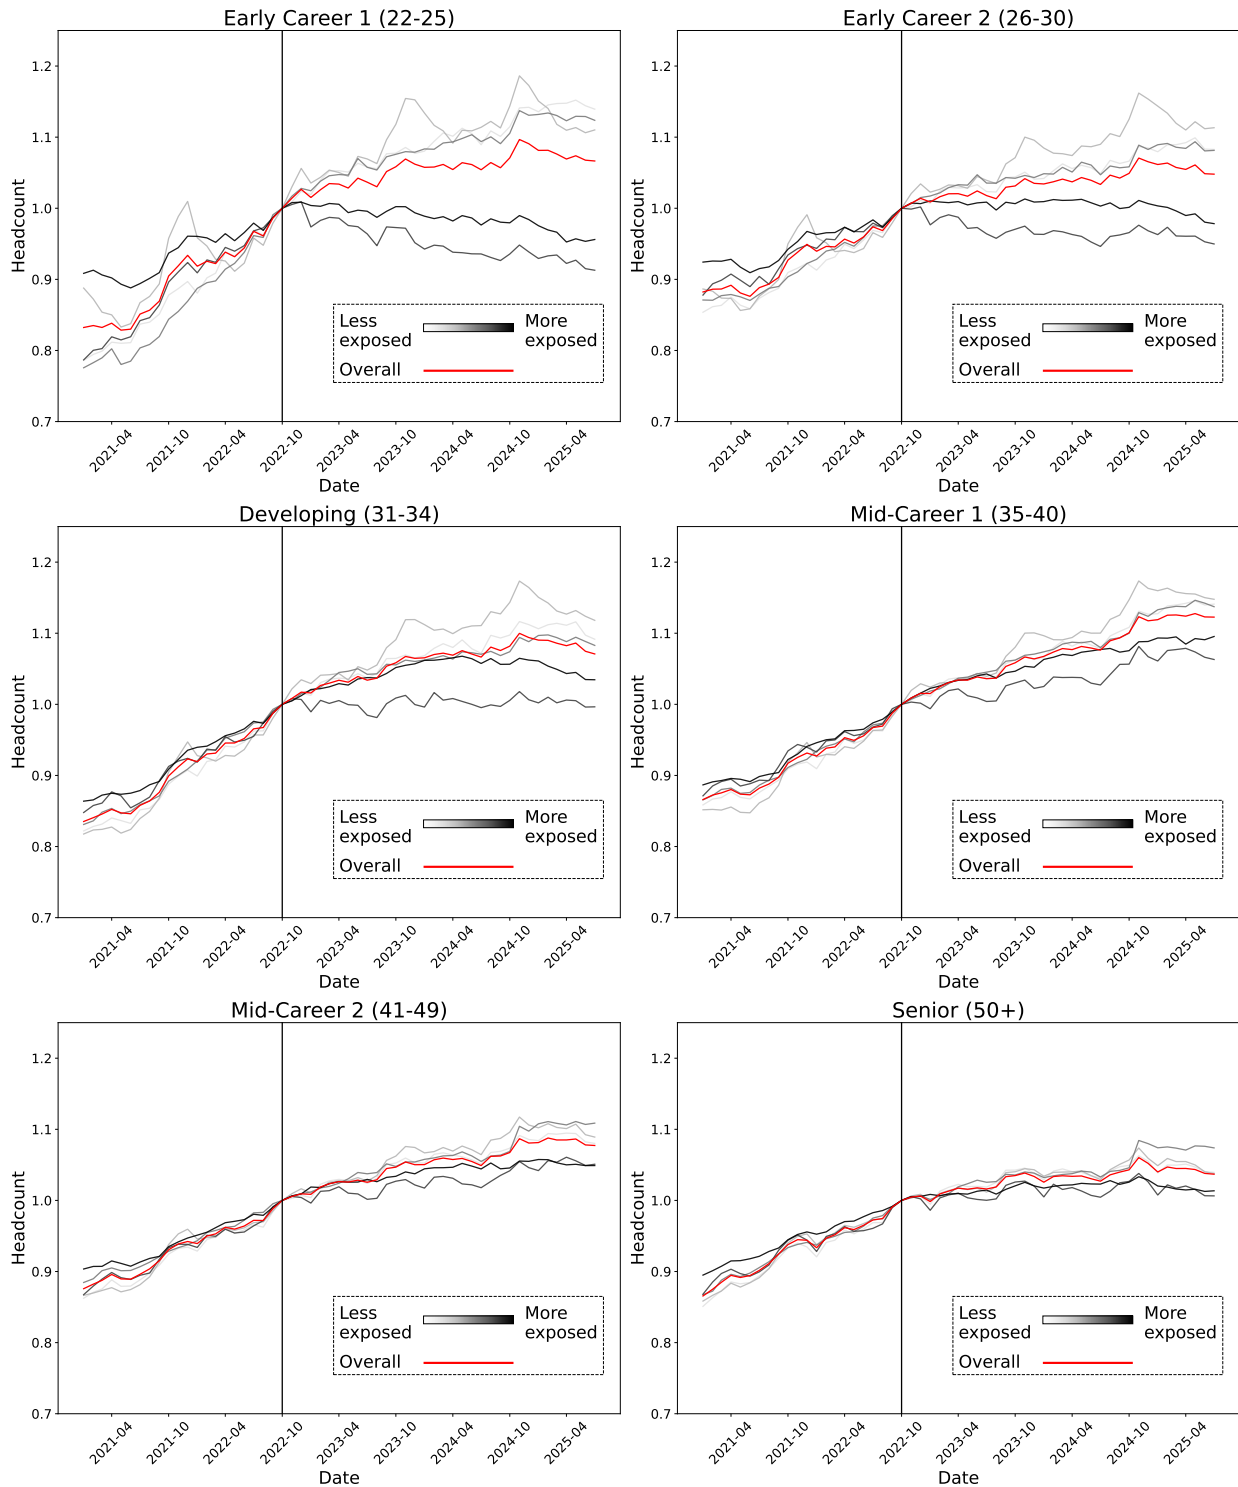 Early Career 1 (22-25)
Headcount
1.2
1.1
1.0
0.9
0.8
0.7
Less exposed
More exposed
Overall
2021-04
2021-10
2022-04
2022-10
2023-04
2023-10
2024-04
2024-10
2025-04
Date
Early Career 2 (26-30)
Headcount
1.2
1.1
1.0
0.9
0.8
0.7
Less exposed
More exposed
Overall
2021-04
2021-10
2022-04
2022-10
2023-04
2023-10
2024-04
2024-10
2025-04
Date
Developing (31-34)
Headcount
1.2
1.1
1.0
0.9
0.8
0.7
Less exposed
More exposed
Overall
2021-04
2021-10
2022-04
2022-10
2023-04
2023-10
2024-04
2024-10
2025-04
Date
Mid-Career 1 (35-40)
Headcount
1.2
1.1
1.0
0.9
0.8
0.7
Less exposed
More exposed
Overall
2021-04
2021-10
2022-04
2022-10
2023-04
2023-10
2024-04
2024-10
2025-04
Date
Mid-Career 2 (41-49)
Headcount
1.2
1.1
1.0
0.9
0.8
0.7
Less exposed
More exposed
Overall
2021-04
2021-10
2022-04
2022-10
2023-04
2023-10
2024-04
2024-10
2025-04
Date
Senior (50+)
Headcount
1.2
1.1
1.0
0.9
0.8
0.7
Less exposed
More exposed
Overall
2021-04
2021-10
2022-04
2022-10
2023-04
2023-10
2024-04
2024-10
2025-04
Date